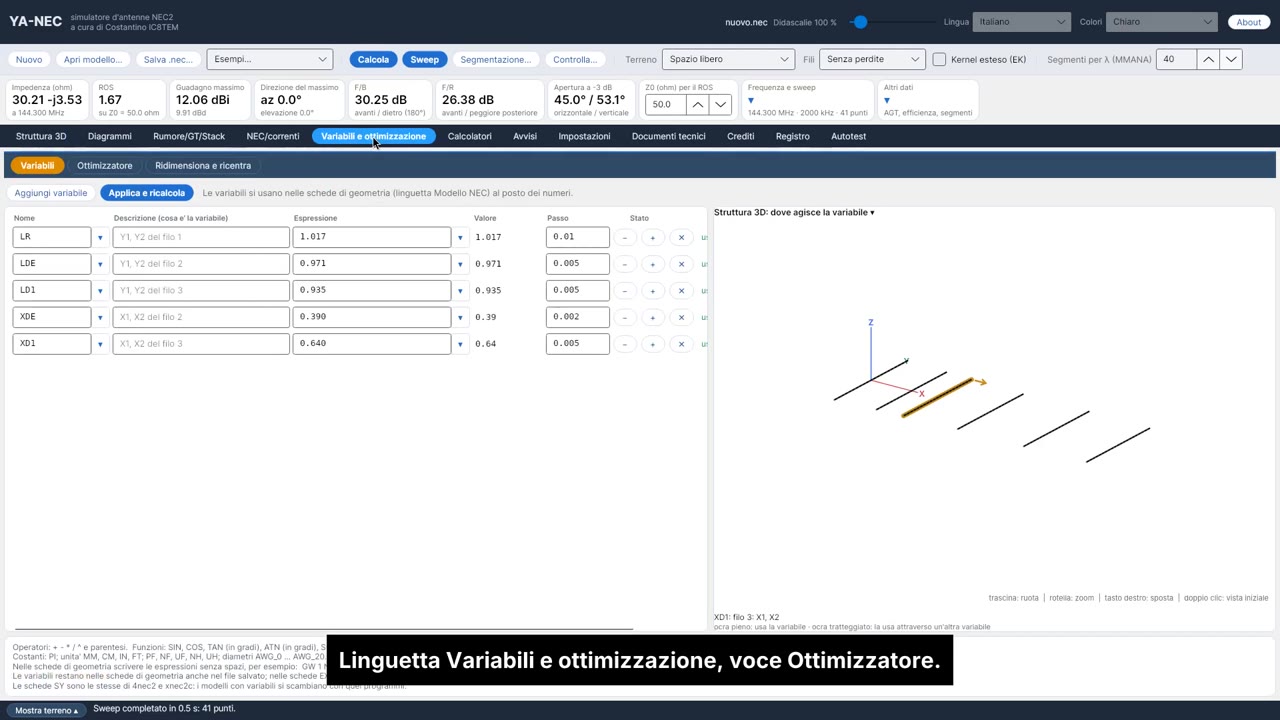 YA-NEC
simulatore d'antenne NEC2
a cura di Costantino IC8TEM
nuovo.nec
Didascalie 100 %
Lingua
Italiano
Colori
Chiaro
About
Nuovo
Apri modello...
Salva .nec...
Esempi...
Calcola
Sweep
Segmentazione...
Controlla...
Terreno
Spazio libero
Fili
Senza perdite
Kernel esteso (EK)
Segmenti per λ (MMANA)
40
Impedenza (ohm)
30.21 -j3.53
a 144.300 MHz
ROS
1.67
su Z0 = 50.0 ohm
Guadagno massimo
12.06 dBi
9.91 dBd
Direzione del massimo
az 0.0°
elevazione 0.0°
F/B
30.25 dB
avanti / dietro (180°)
F/R
26.38 dB
avanti / peggiore posteriore
Apertura a -3 dB
45.0° / 53.1°
orizzontale / verticale
Z0 (ohm) per il ROS
50.0
Frequenza e sweep
▼
144.300 MHz · 2000 kHz · 41 punti
Altri dati
▼
AGT, efficienza, segmenti
Struttura 3D
Diagrammi
Rumore/GT/Stack
NEC/correnti
Variabili e ottimizzazione
Calcolatori
Avvisi
Impostazioni
Documenti tecnici
Crediti
Registro
Autotest
Variabili
Ottimizzatore
Ridimensiona e ricentra
Aggiungi variabile
Applica e ricalcola
Le variabili si usano nelle schede di geometria (linguetta Modello NEC) al posto dei numeri.
Nome
Descrizione (cosa e' la variabile)
Espressione
Valore
Passo
Stato
LR ▼ Y1, Y2 del filo 1 1.017 ▼ 1.017 0.01 − + ✕
LDE ▼ Y1, Y2 del filo 2 0.971 ▼ 0.971 0.005 − + ✕
LD1 ▼ Y1, Y2 del filo 3 0.935 ▼ 0.935 0.005 − + ✕
XDE ▼ X1, X2 del filo 2 0.390 ▼ 0.39 0.002 − + ✕
XD1 ▼ X1, X2 del filo 3 0.640 ▼ 0.64 0.005 − + ✕
Struttura 3D: dove agisce la variabile ▾
Z
Y
X
trascina: ruota | rotella: zoom | tasto destro: sposta | doppio clic: vista iniziale
XD1: filo 3: X1, X2
ocra pieno: usa la variabile · ocra tratteggiato: la usa attraverso un'altra variabile
Operatori: + - * / ^ e parentesi. Funzioni: SIN, COS, TAN (in gradi), ATN (in gradi),
Costanti: PI; unita' MM, CM, IN, FT; PF, NF, UF, NH, UH; diametri AWG_0 ...
Nelle schede di geometria scrivere le espressioni senza spazi, per esempio: GW 1
Le variabili restano nelle schede di geometria anche nel file salvato; nelle schede
Le schede SY sono le stesse di 4nec2 e xnec2c: i modelli con variabili si scambiano con quei programmi.
Linguetta Variabili e ottimizzazione, voce Ottimizzatore.
Mostra terreno ▴
Sweep completato in 0.5 s: 41 punti.